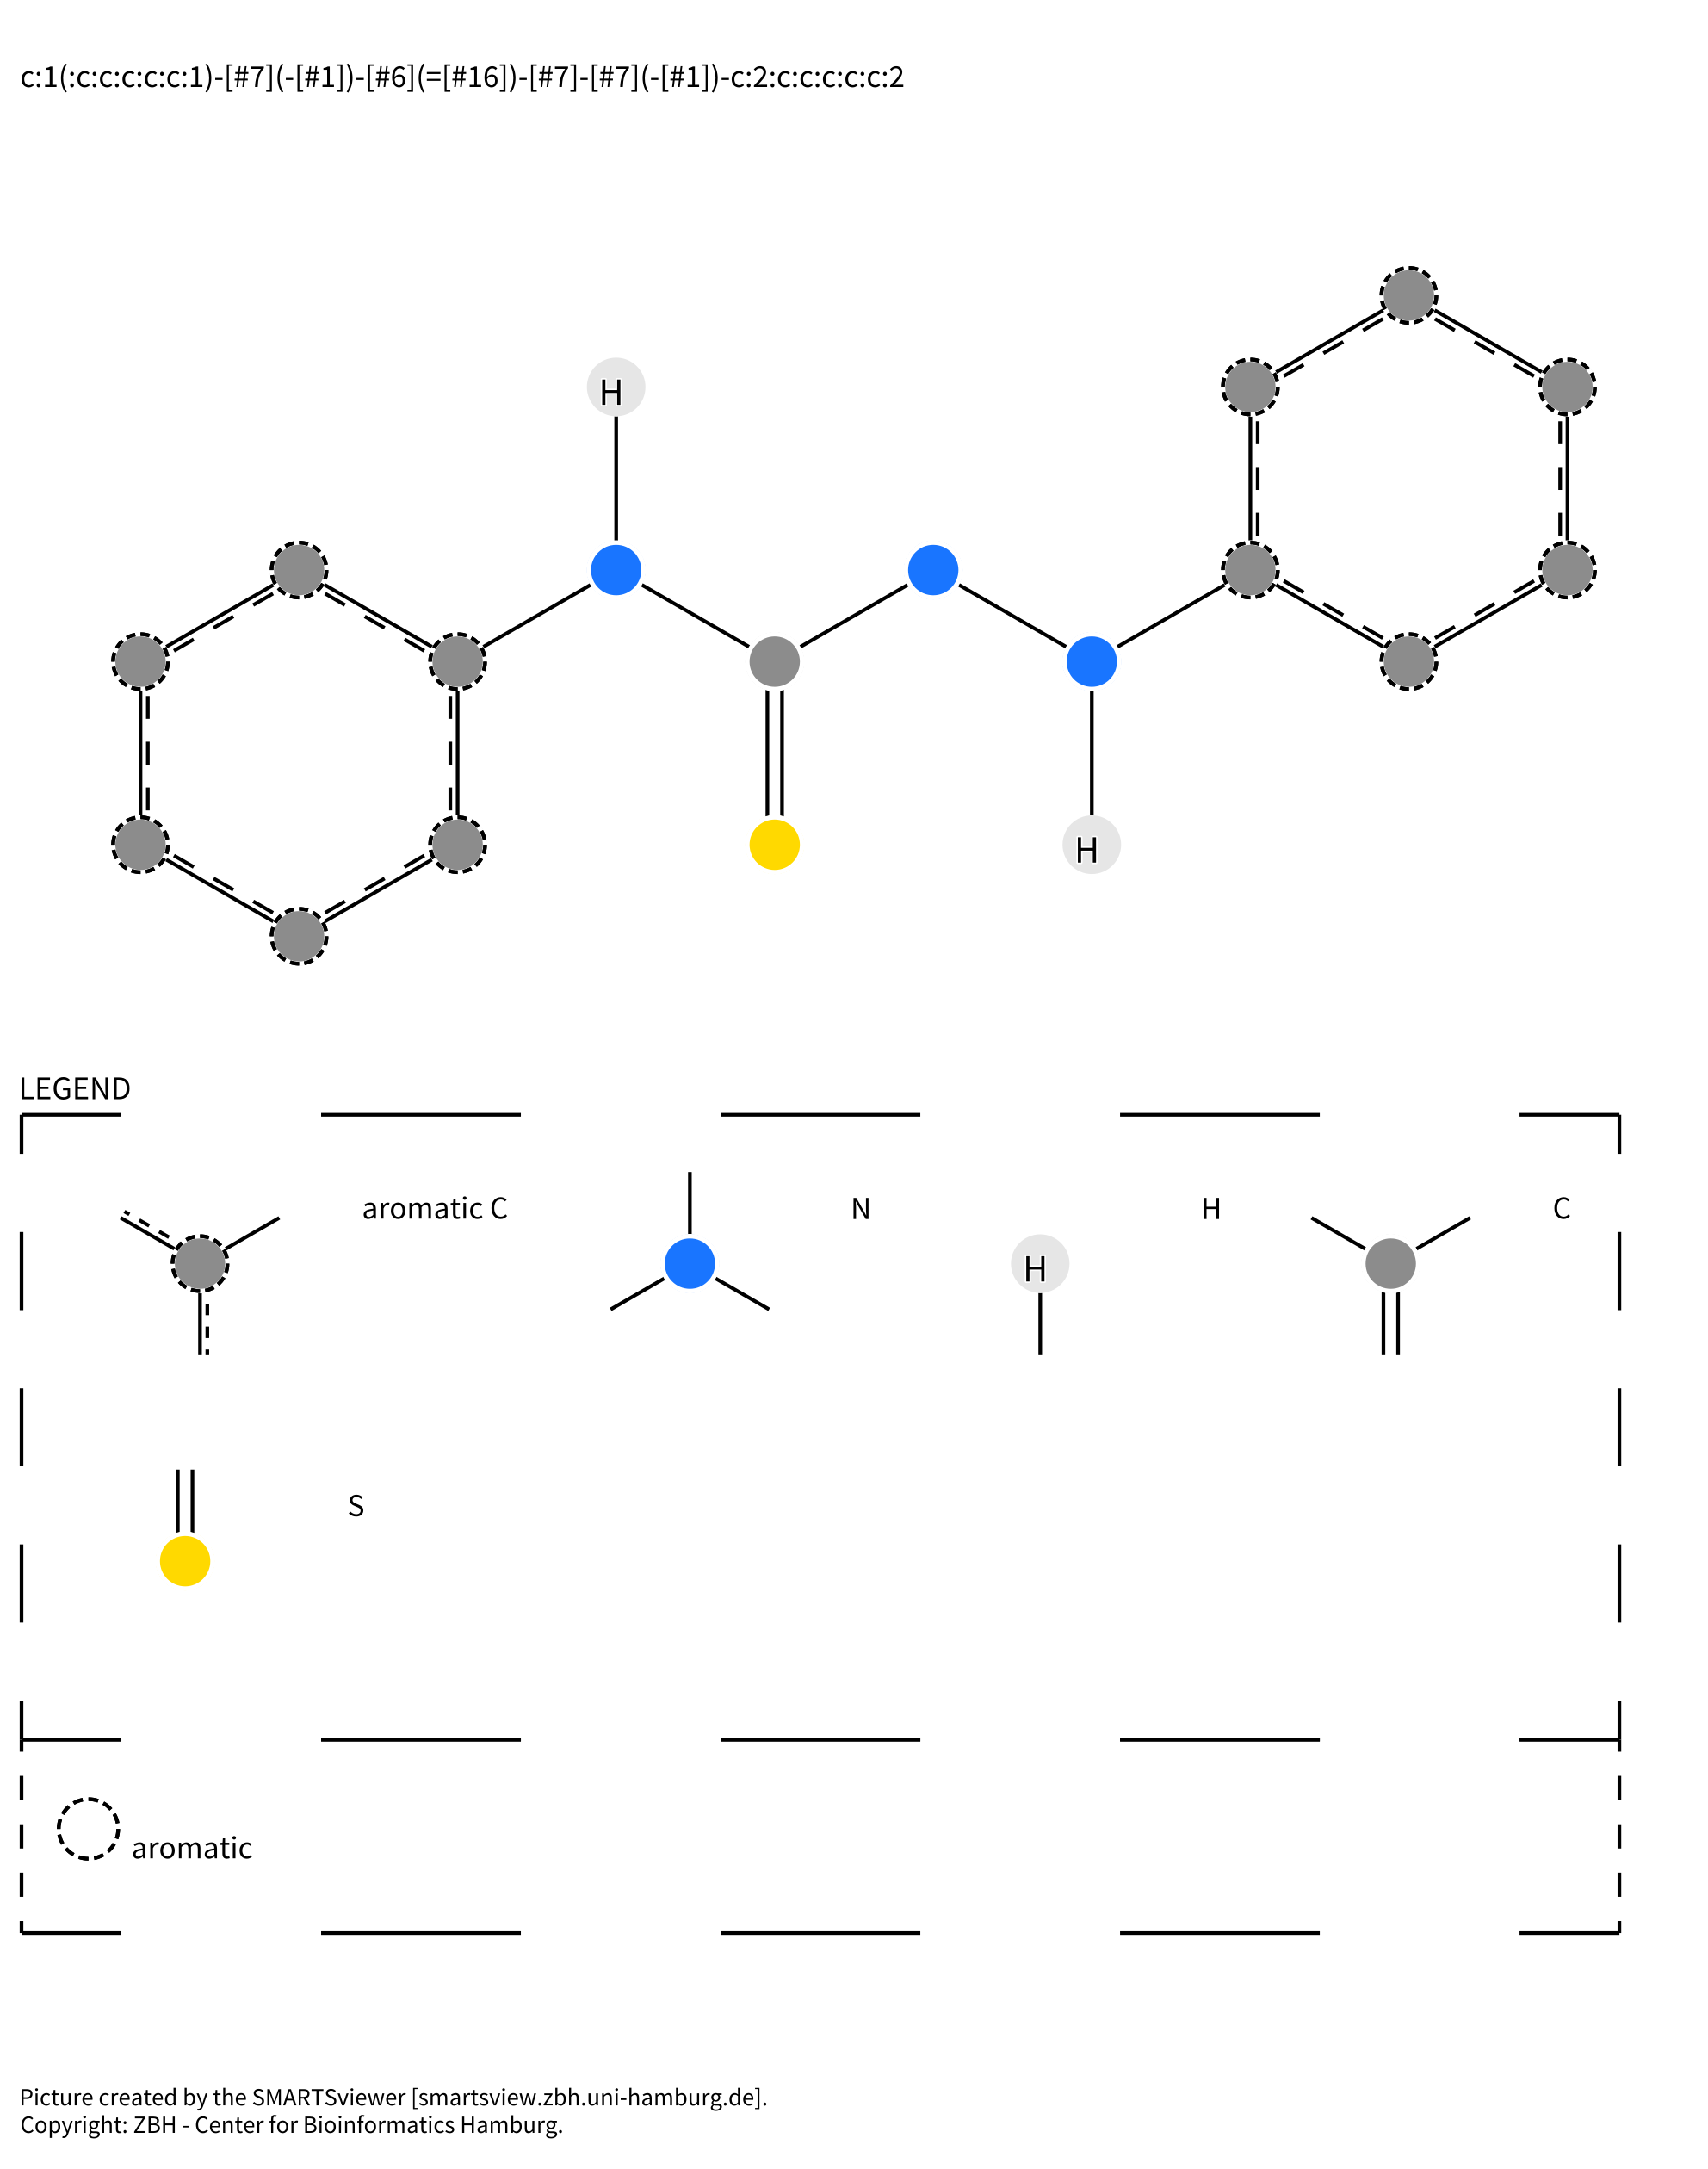 c:1(:c:c:c:c:c:1)-[#7](-[#1])-[#6](=[#16])-[#7]-[#7](-[#1])-c:2:c:c:c:c:c:2
H
H
LEGEND
aromatic C
N
H
H
C
S
aromatic
Picture created by the SMARTSviewer [smartsview.zbh.uni-hamburg.de].
Copyright: ZBH - Center for Bioinformatics Hamburg.